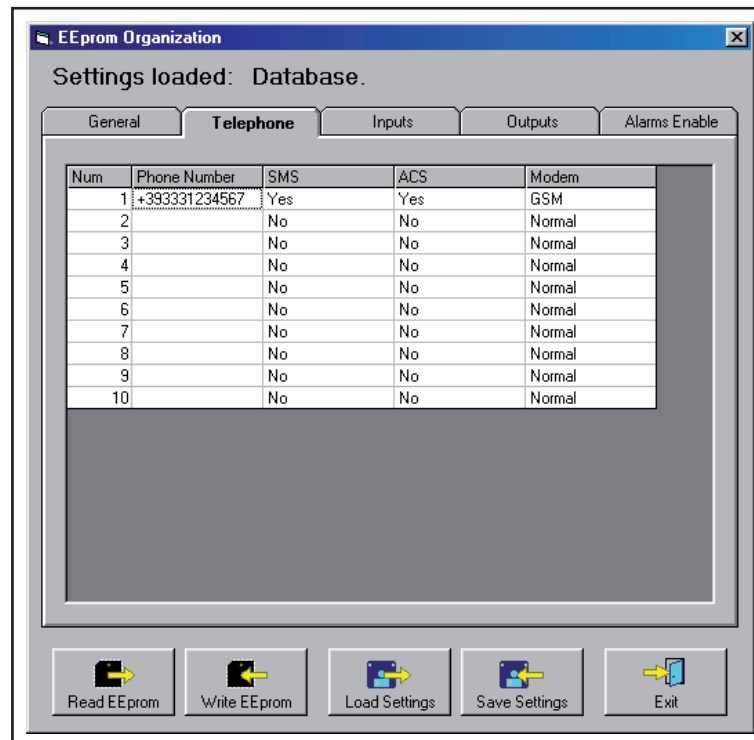 EEprom Organization
Settings loaded: Database.
General Telephone Inputs Outputs Alarms Enable
Num Phone Number SMS ACS Modem
1 +393331234567 Yes Yes GSM
2 No No Normal
3 No No Normal
4 No No Normal
5 No No Normal
6 No No Normal
7 No No Normal
8 No No Normal
9 No No Normal
10 No No Normal
Read EEprom Write EEprom Load Settings Save Settings Exit